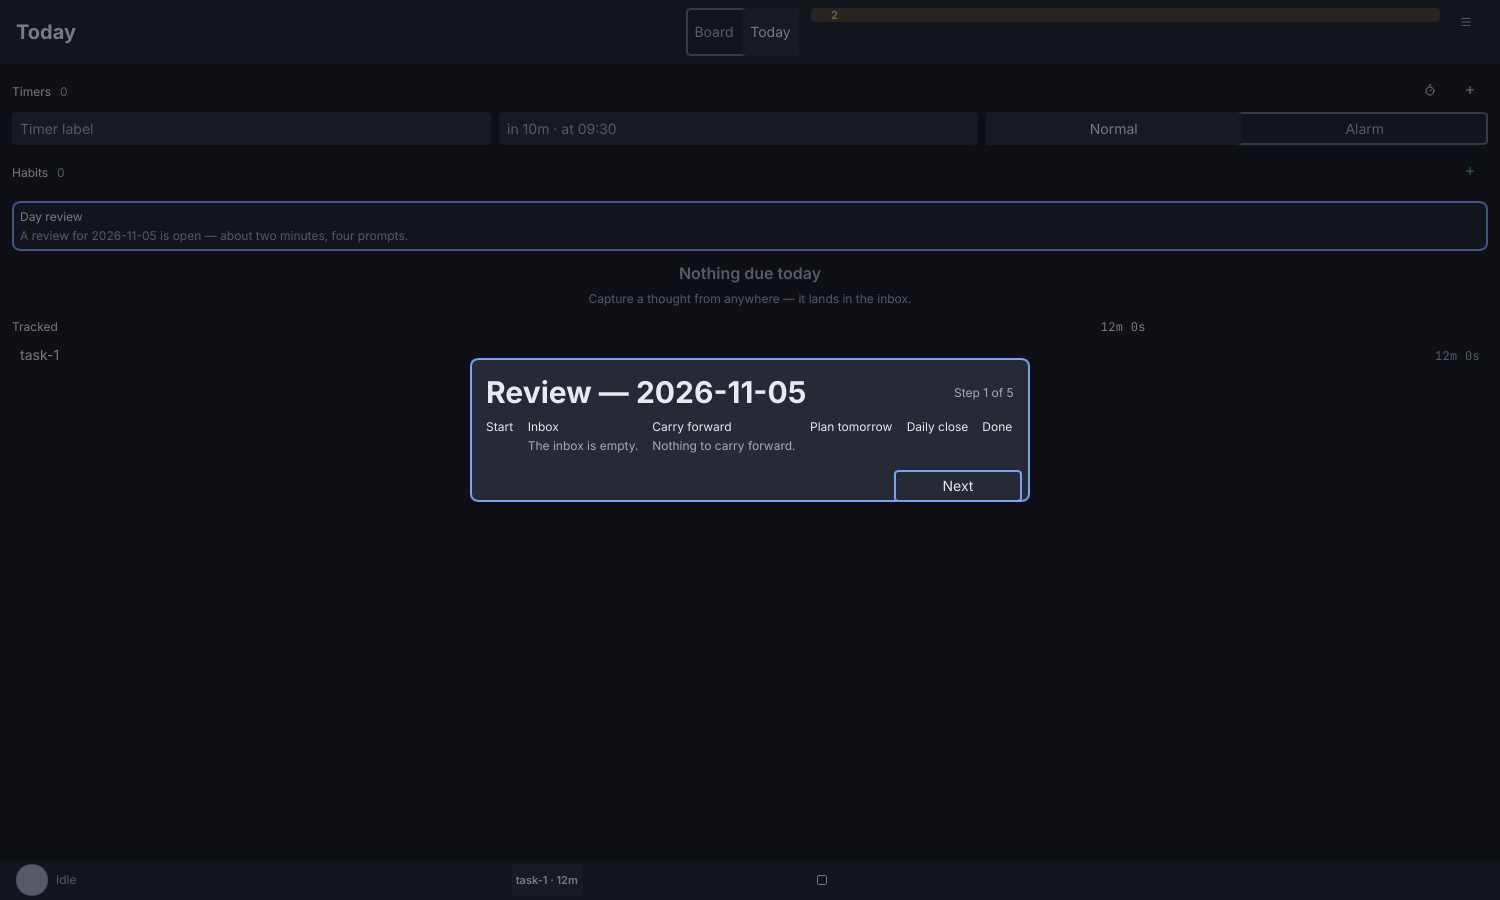 Today
Board Today
2
Timers 0
Timer label
in 10m · at 09:30
Normal
Alarm
Habits 0
Day review
A review for 2026-11-05 is open — about two minutes, four prompts.
Nothing due today
Capture a thought from anywhere — it lands in the inbox.
Tracked 12m 0s
task-1 12m 0s
Review — 2026-11-05
Step 1 of 5
Start Inbox Carry forward Plan tomorrow Daily close Done
The inbox is empty. Nothing to carry forward.
Next
Idle
task-1 · 12m